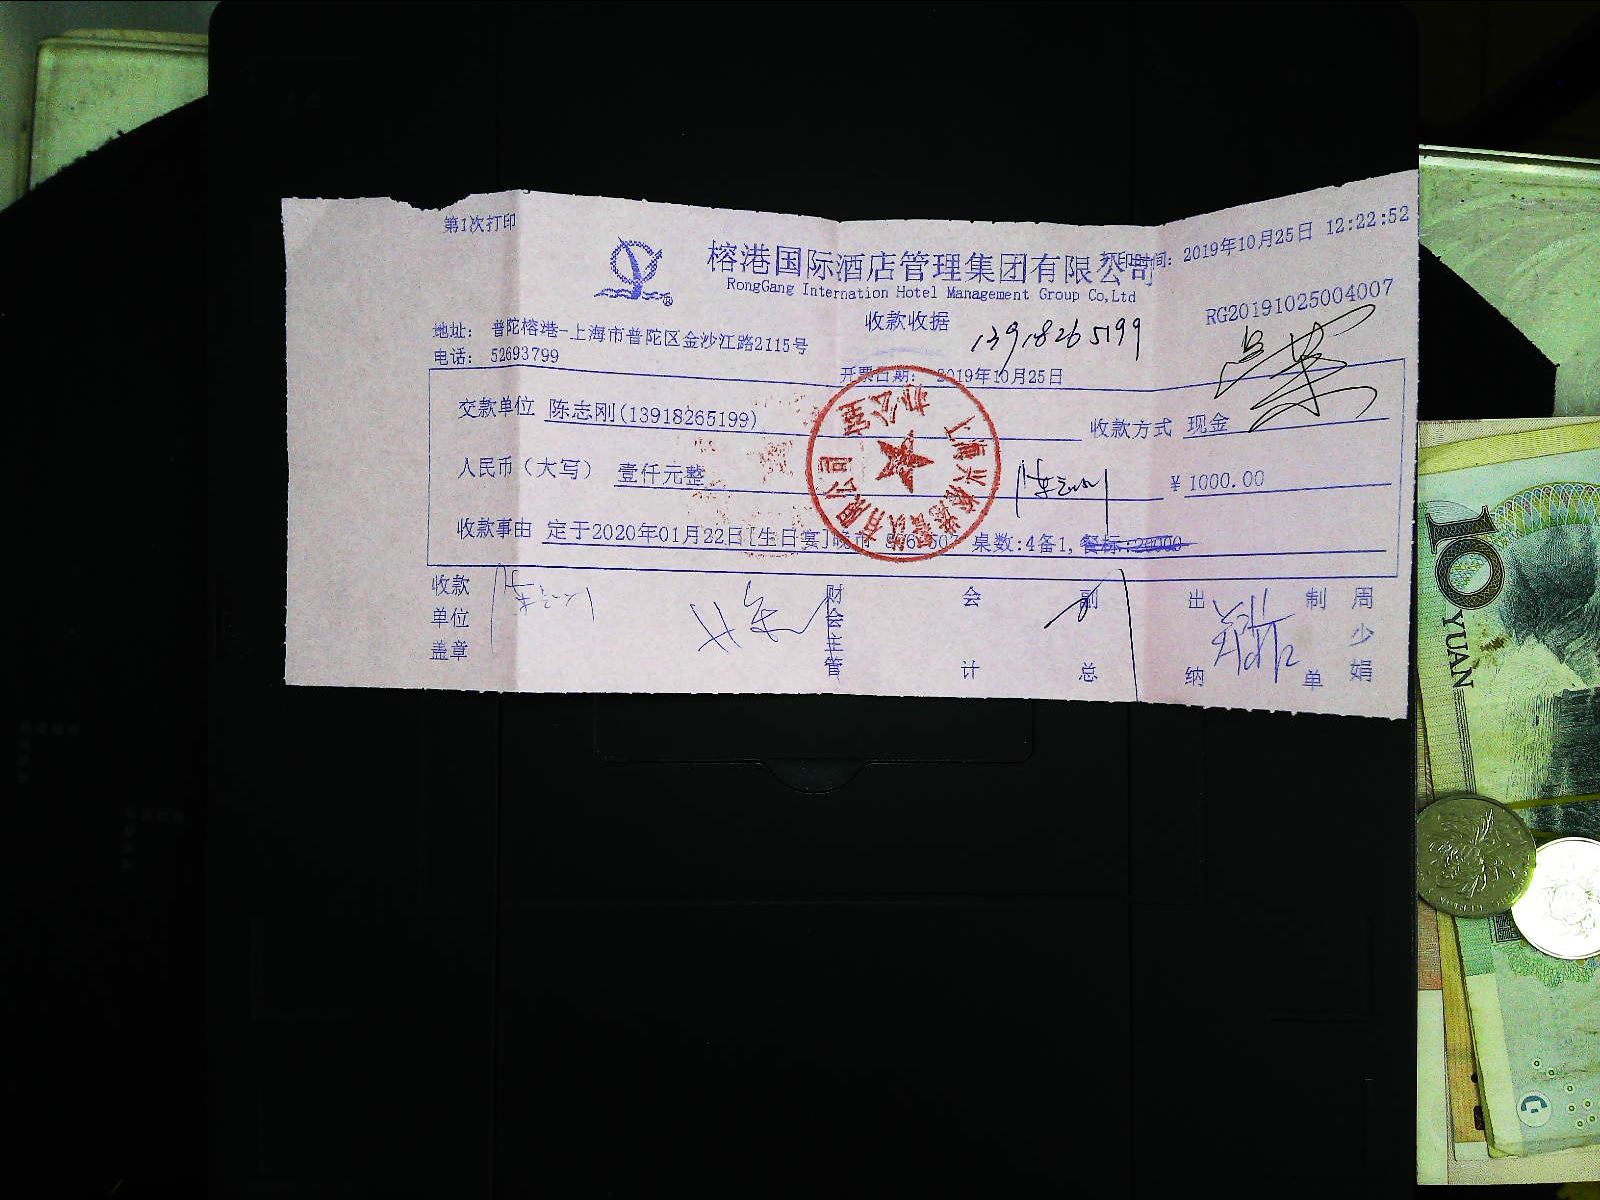 第1次打印
榕港国际酒店管理集团有限公司
打印时间: 2019年10月25日 12:22:52
RongGang Internation Hotel Management Group Co,Ltd
RG20191025004007
地址: 普陀榕港-上海市普陀区金沙江路2115号
收款收据
13918265199
电话: 52693799
开票日期: 2019年10月25日
交款单位 陈志刚(13918265199)
收款方式 现金
人民币（大写） 壹仟元整
¥ 1000.00
收款事由 定于2020年01月22日[生日宴]晚市
桌数:4备1, 餐标:20000
收款单位盖章
财会主管
会计
副总
出纳
制单
周少娟
办公室
10
YUAN